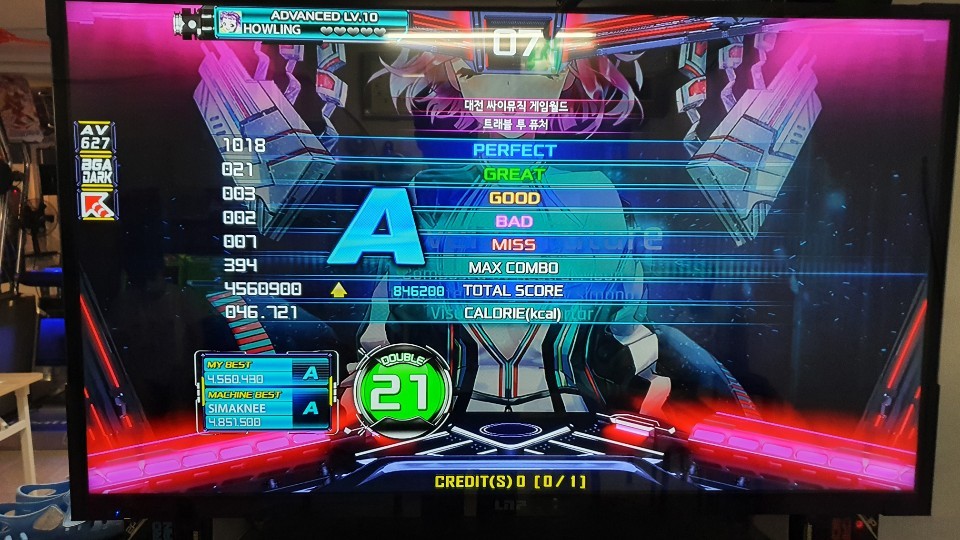 ADVANCED LV.10
HOWLING
07
대전 싸이뮤직 게임월드
트래블 투 퓨처
AV
627
BGA
DARK
1018 PERFECT
021 GREAT
003 GOOD
002 BAD
007 MISS
394 MAX COMBO
4560900 846200 TOTAL SCORE
046.721 CALORIE(kcal)
A
MY BEST
4,560,430 A
MACHINE BEST
SIMAKNEE
4,851,500 A
DOUBLE
21
CREDIT(S) 0 [0/1]